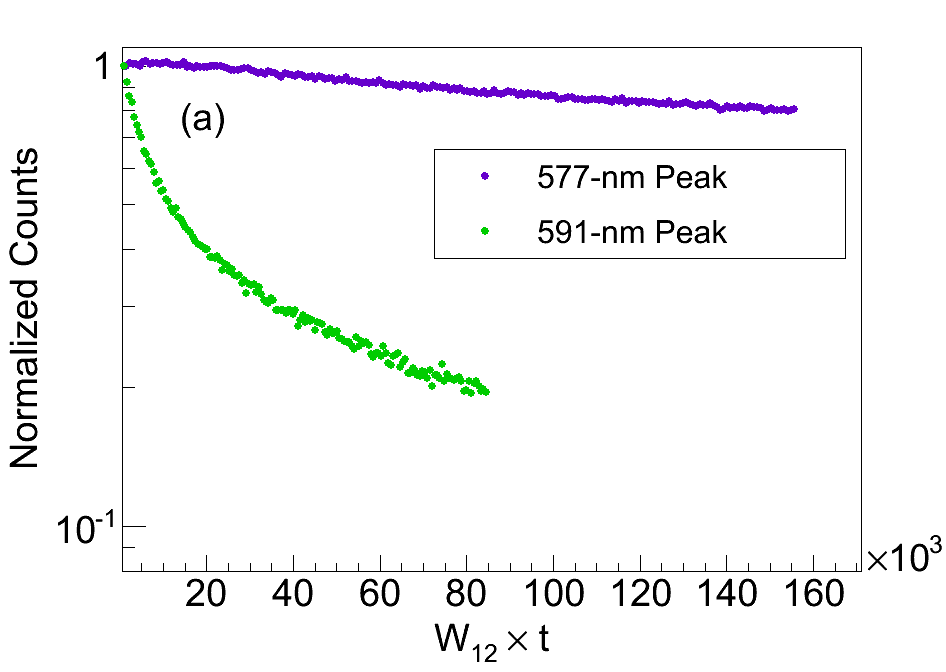 1
(a)
577-nm Peak
591-nm Peak
Normalized Counts
10⁻¹
×10³
20 40 60 80 100 120 140 160
W₁₂ × t